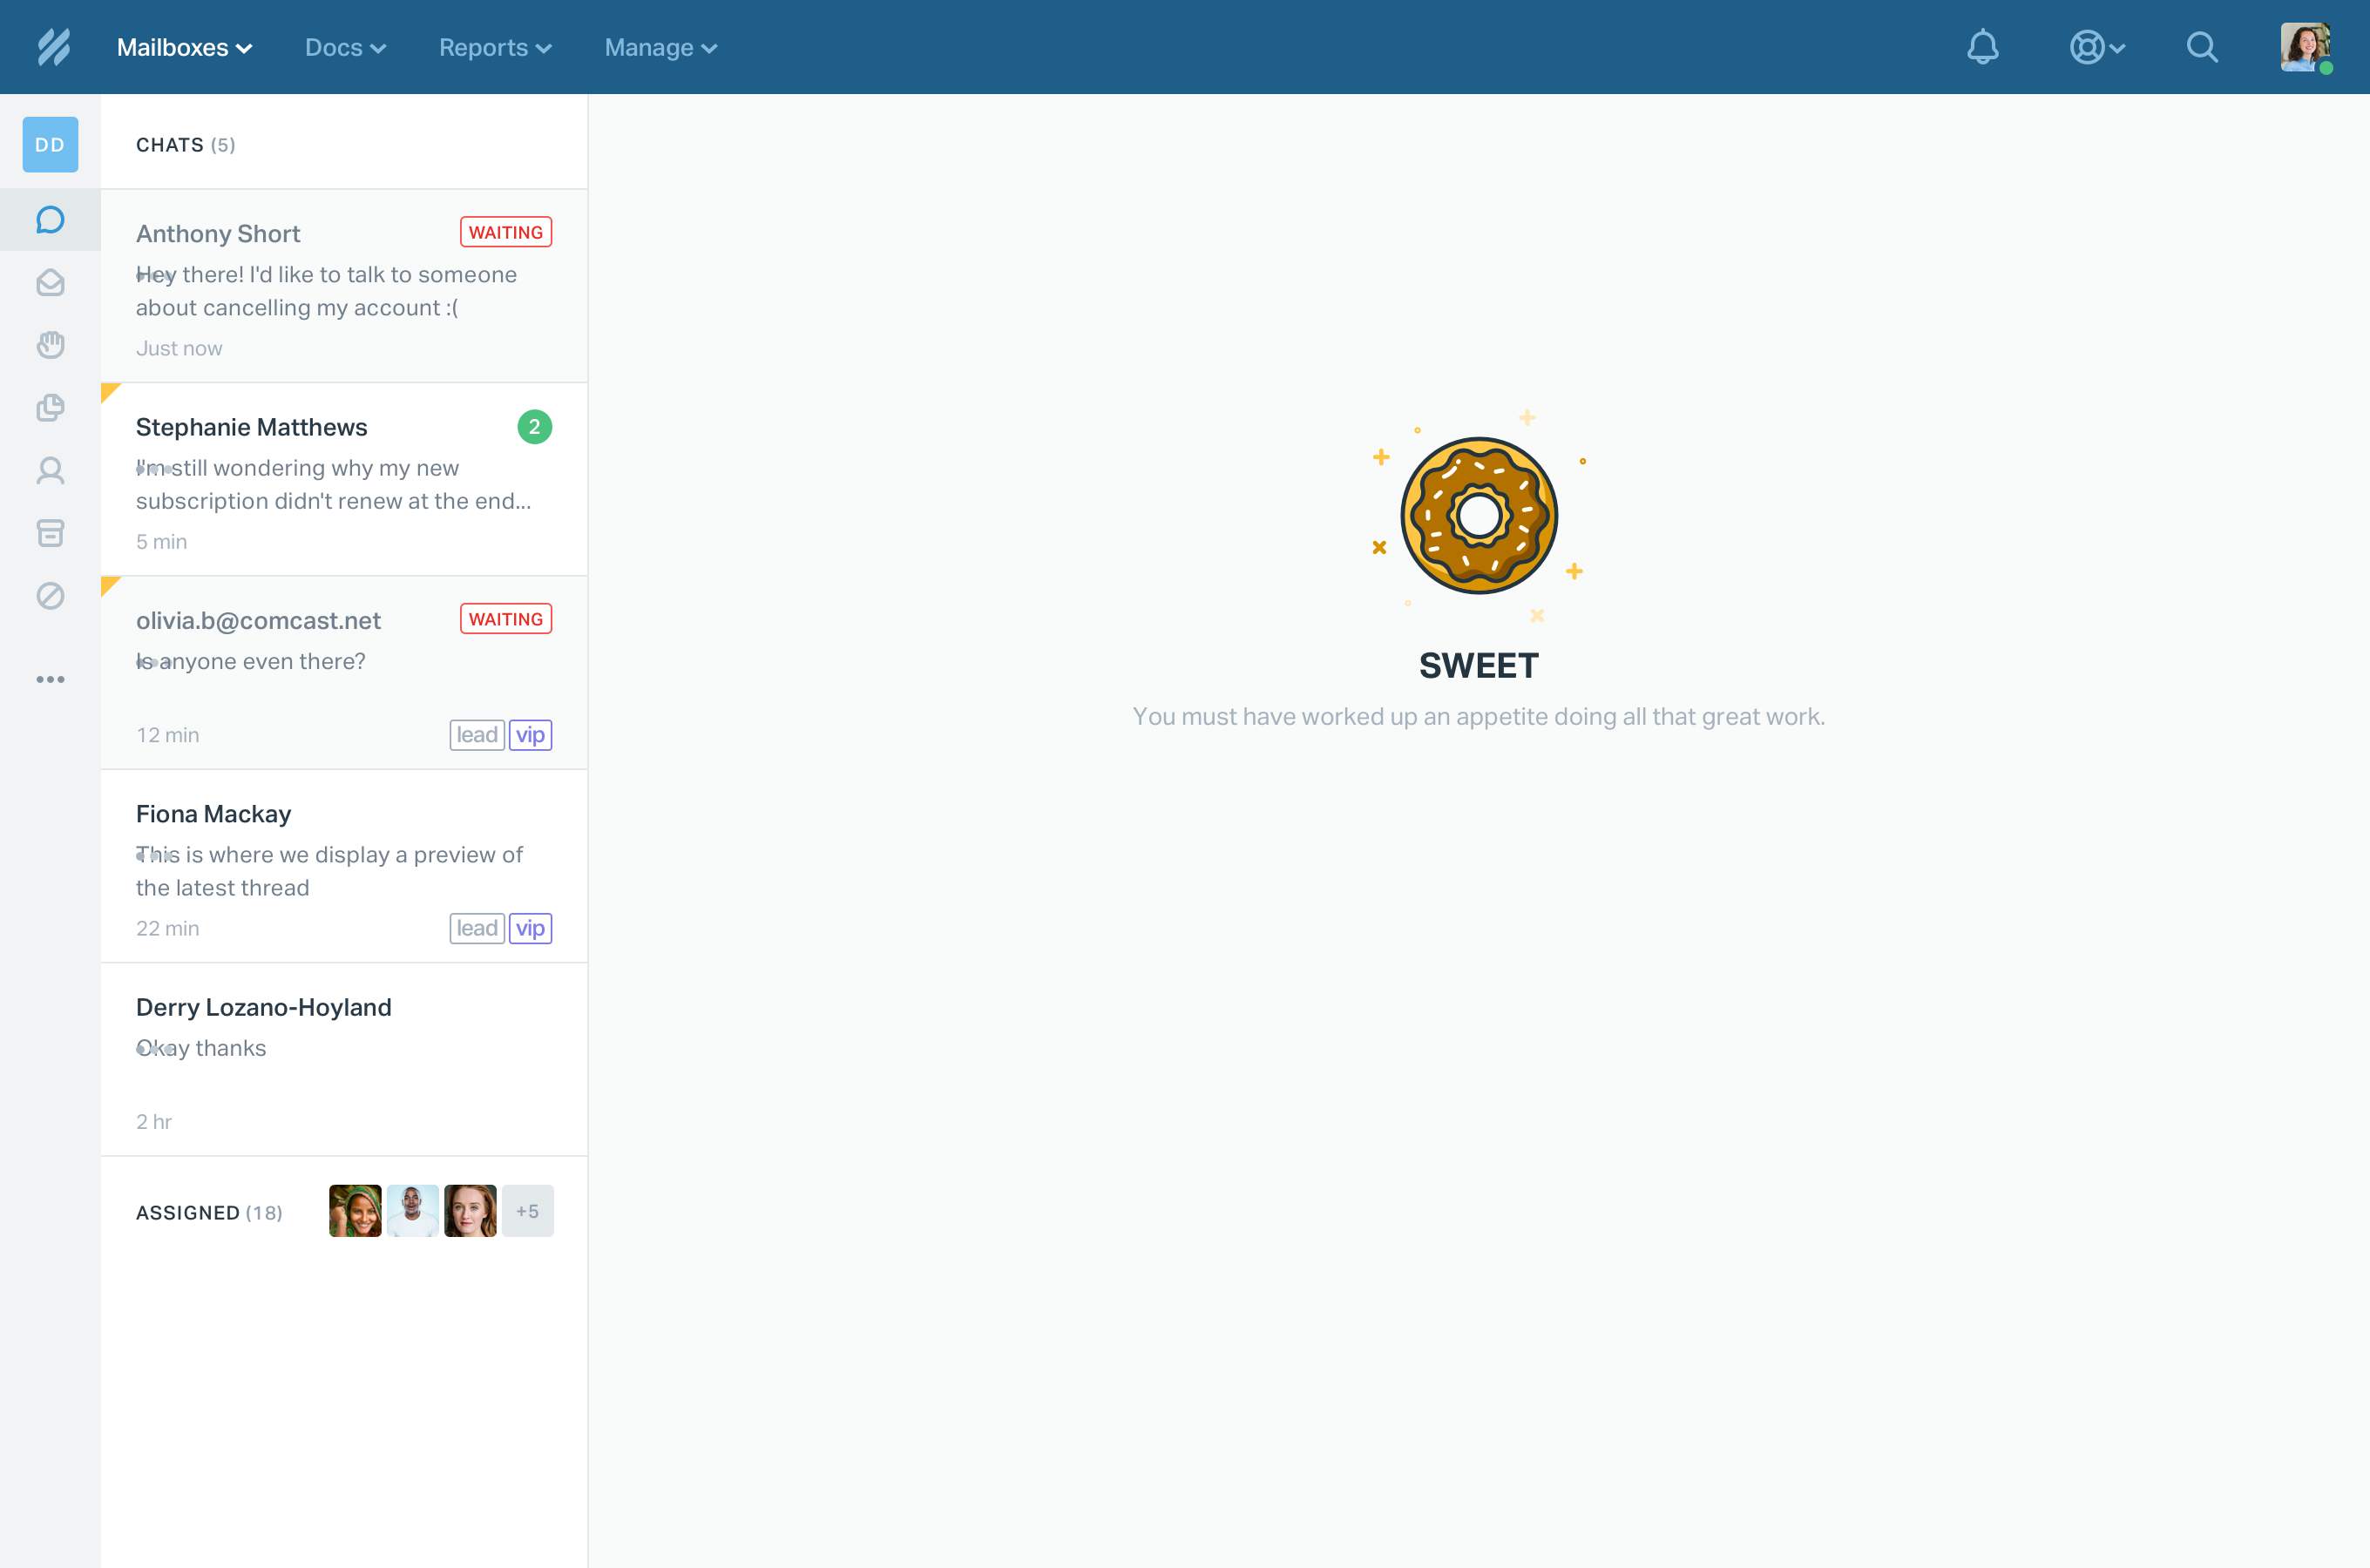 Mailboxes Docs Reports Manage
DD
CHATS (5)
Anthony Short WAITING
Hey there! I'd like to talk to someone
about cancelling my account :(
Just now
Stephanie Matthews 2
I'm still wondering why my new
subscription didn't renew at the end...
5 min
olivia.b@comcast.net WAITING
Is anyone even there?
12 min lead vip
Fiona Mackay
This is where we display a preview of
the latest thread
22 min lead vip
Derry Lozano-Hoyland
Okay thanks
2 hr
ASSIGNED (18) +5
SWEET
You must have worked up an appetite doing all that great work.